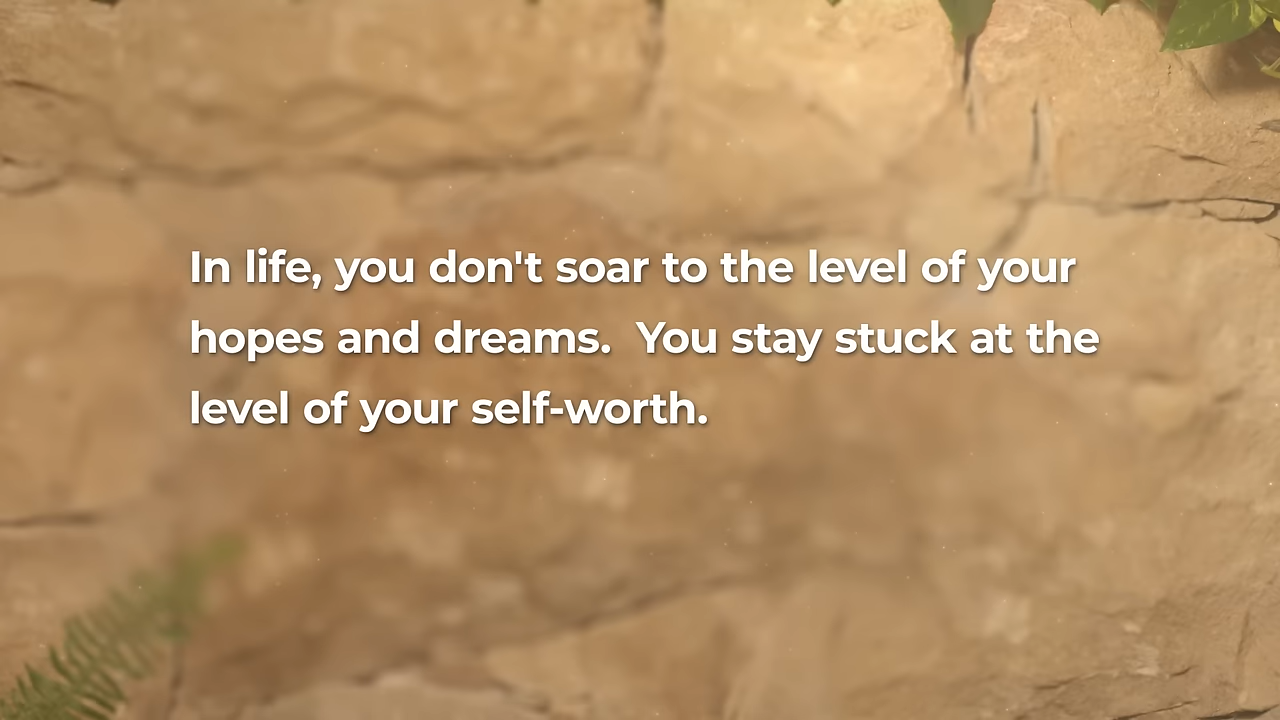 In life, you don't soar to the level of your
hopes and dreams.  You stay stuck at the
level of your self-worth.